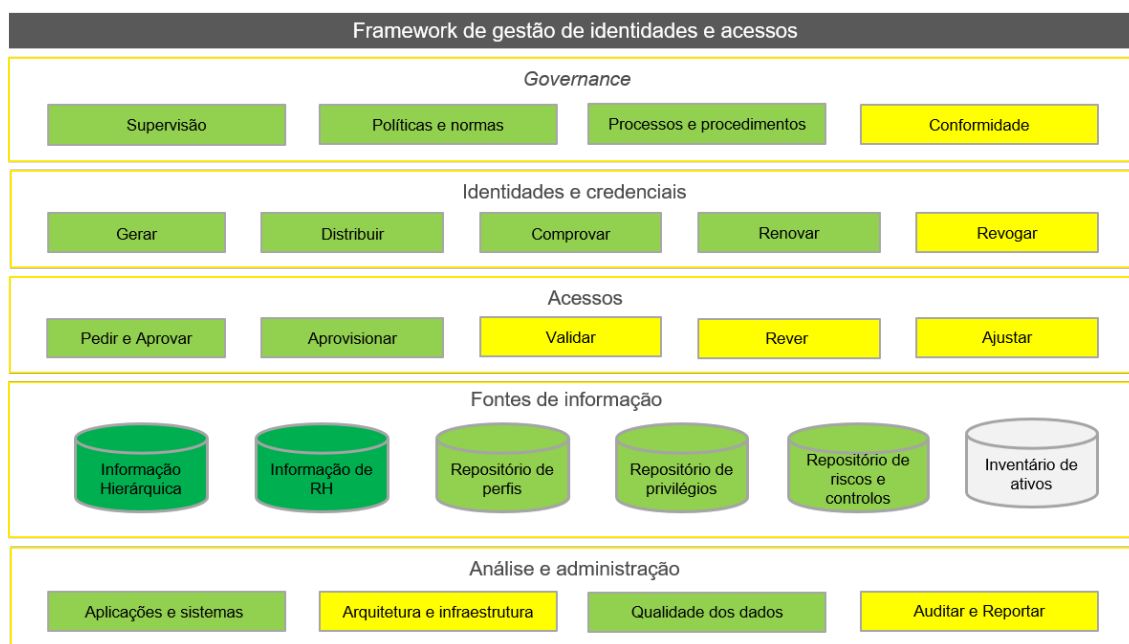 Framework de gestão de identidades e acessos
Governance
Supervisão
Políticas e normas
Processos e procedimentos
Conformidade
Identidades e credenciais
Gerar
Distribuir
Comprovar
Renovar
Revogar
Acessos
Pedir e Aprovar
Aprovisionar
Validar
Rever
Ajustar
Fontes de informação
Informação
Hierárquica
Informação de
RH
Repositório de
perfis
Repositório de
privilégios
Repositório de
riscos e
controlos
Inventário de
ativos
Análise e administração
Aplicações e sistemas
Arquitetura e infraestrutura
Qualidade dos dados
Auditar e Reportar